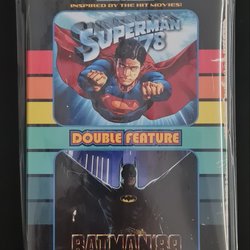 INSPIRED BY THE HIT MOVIES!
SUPERMAN
'78
DOUBLE FEATURE
BATMAN '89